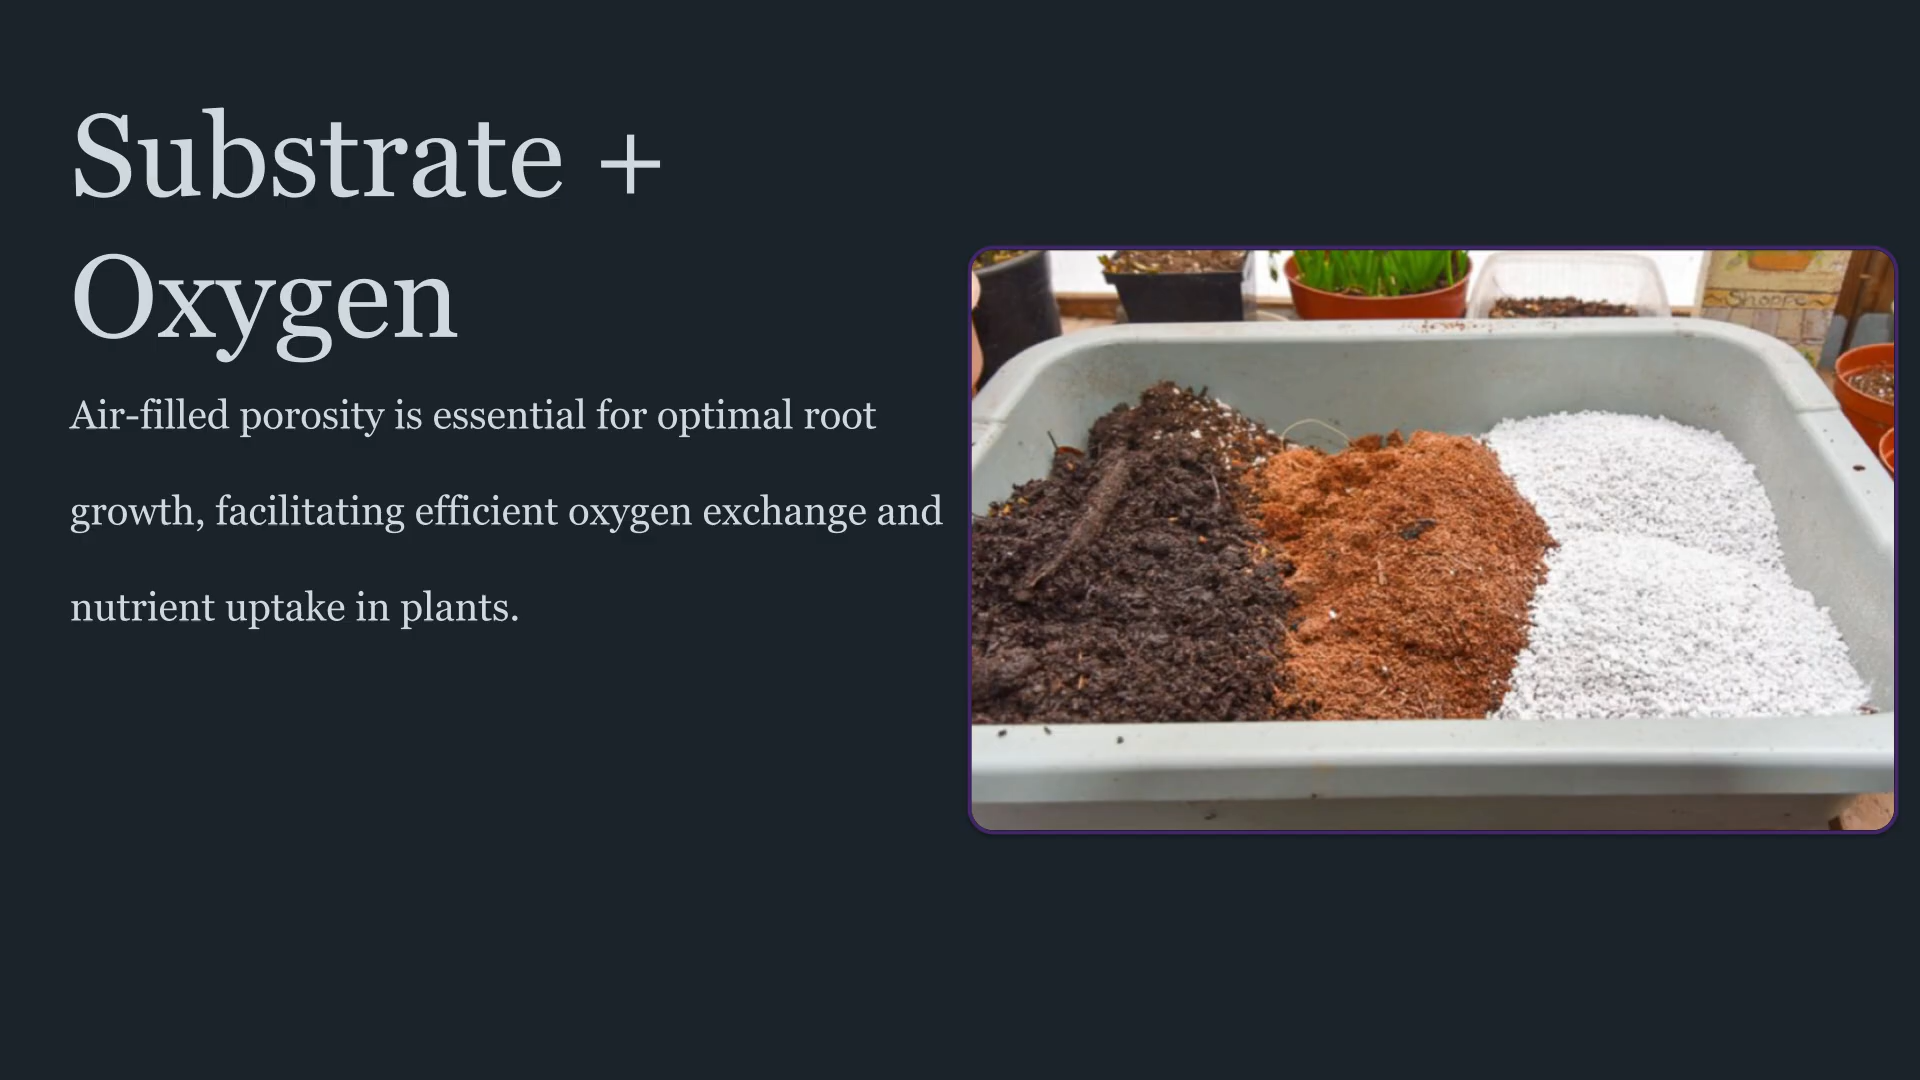 Substrate +
Oxygen
Air-filled porosity is essential for optimal root
growth, facilitating efficient oxygen exchange and
nutrient uptake in plants.
Shoppe